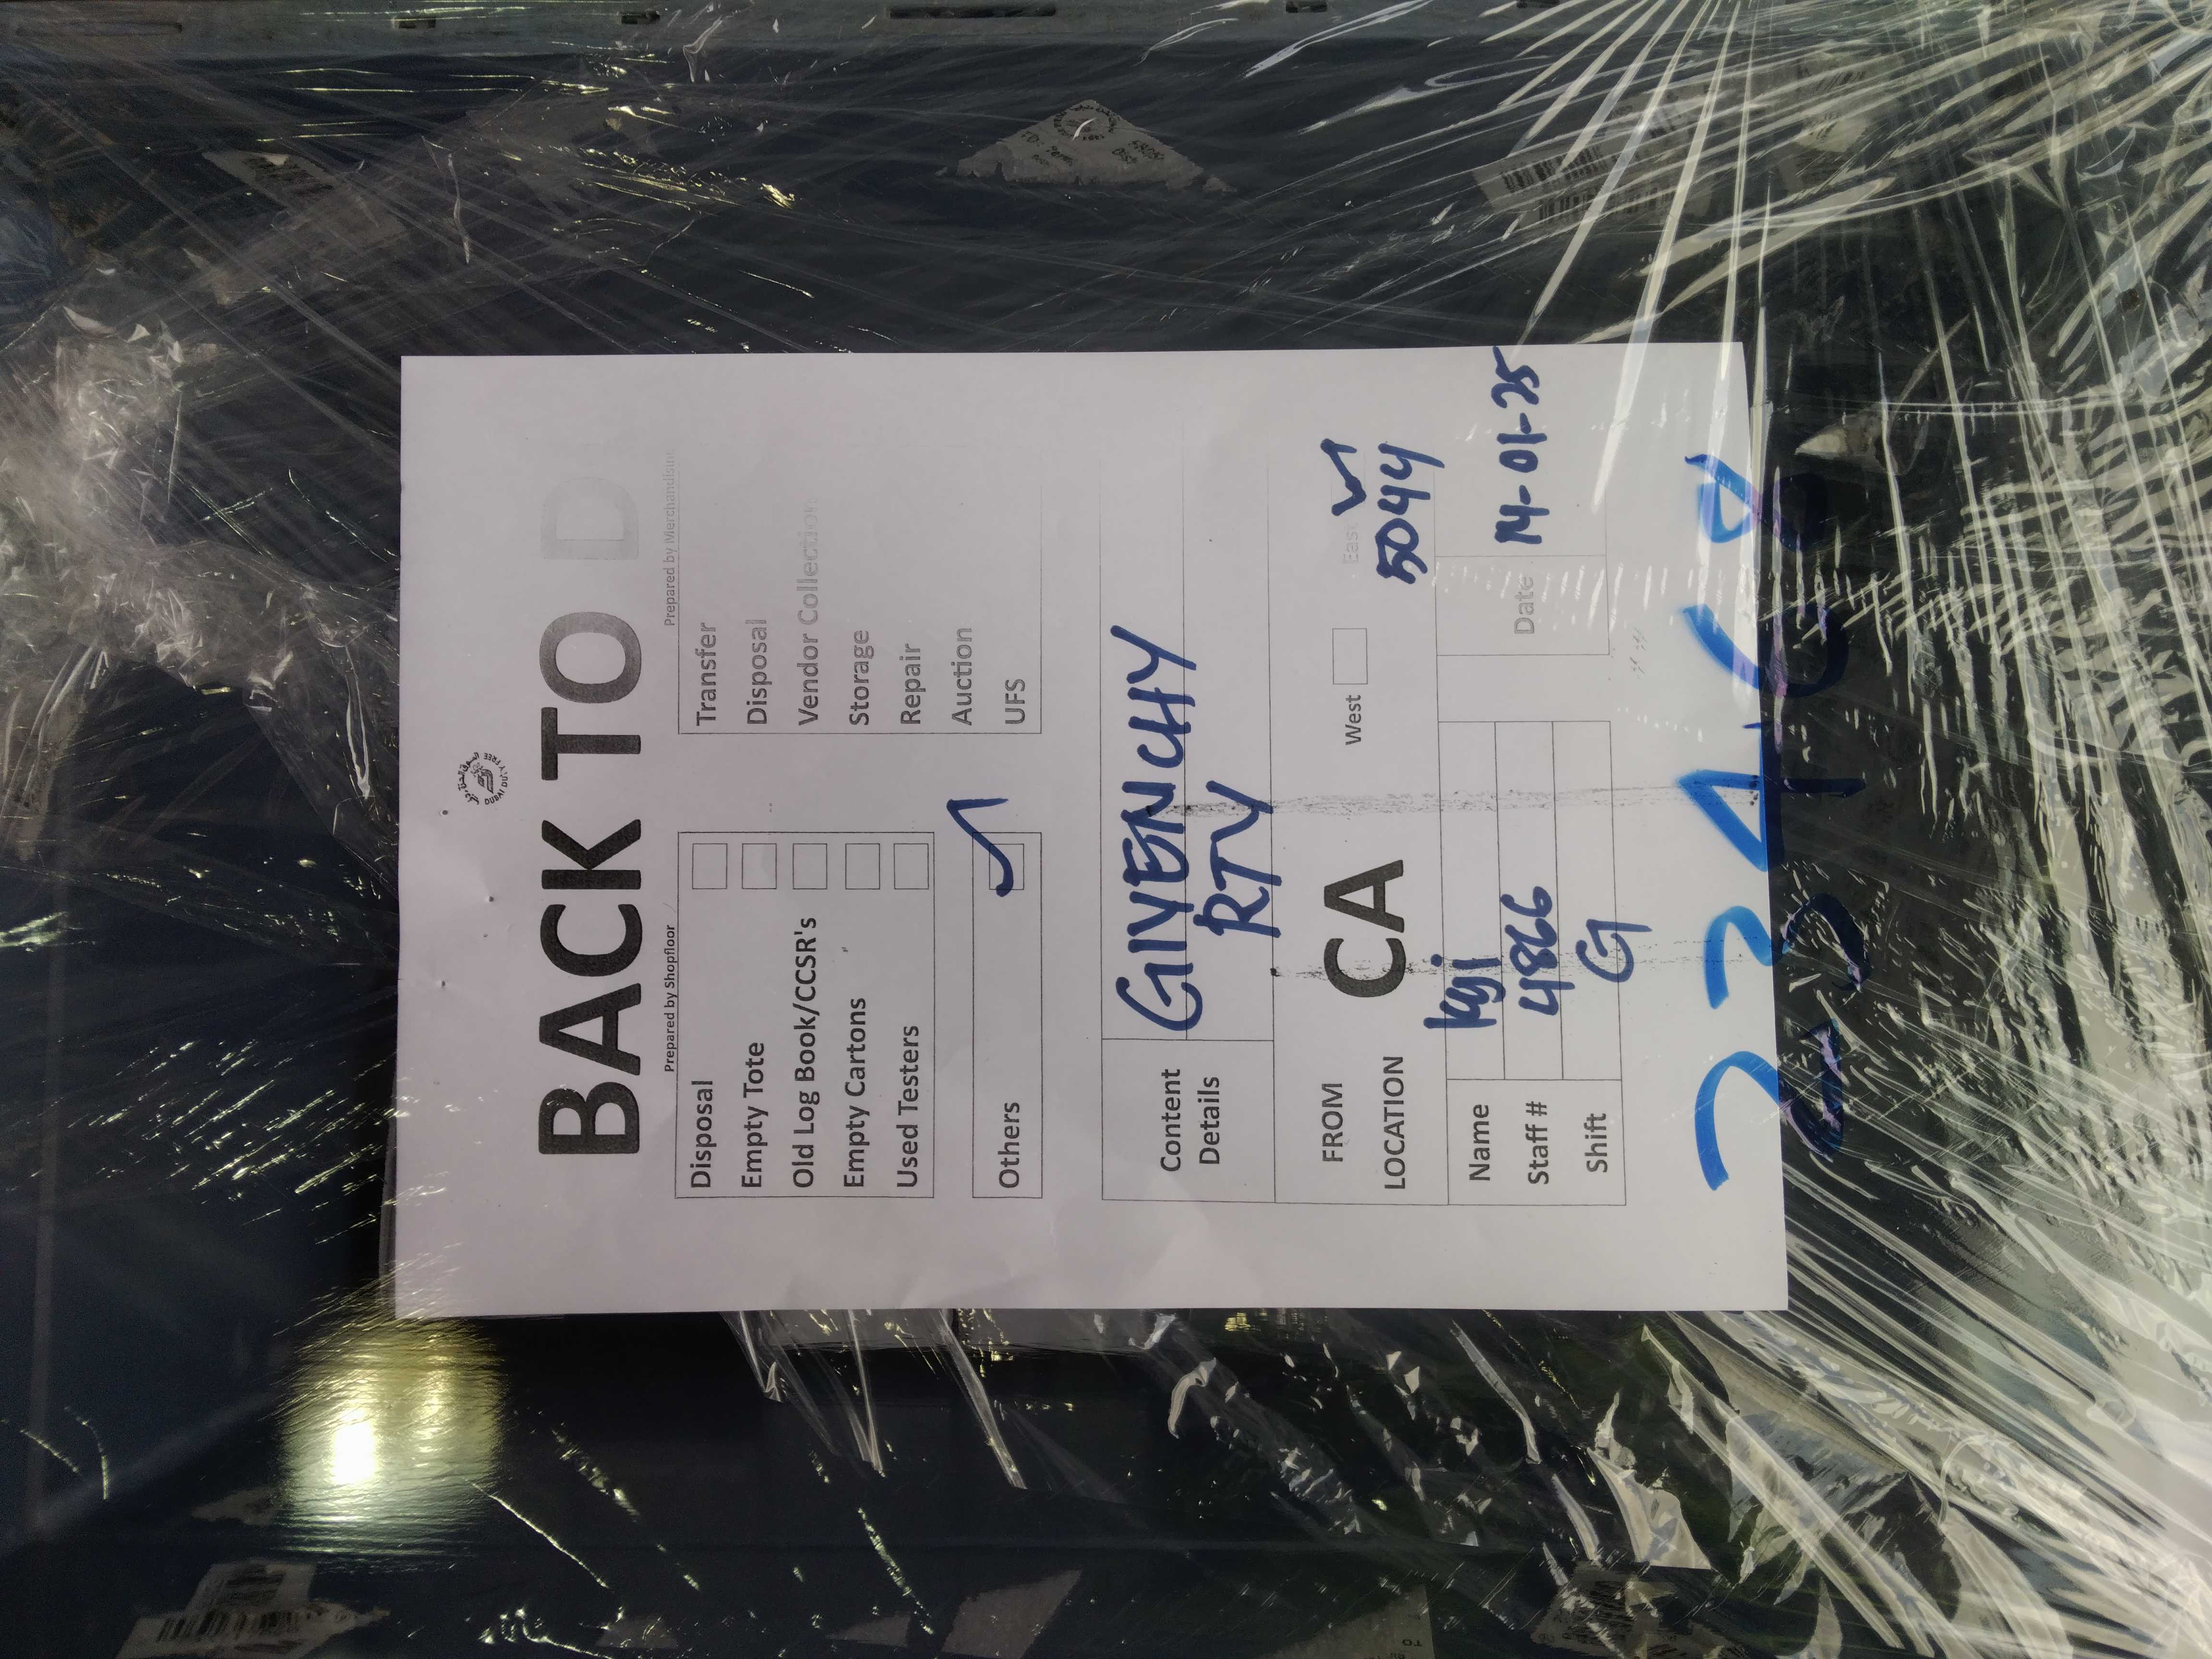 DUBAI DUTY FREE
BACK TO D
Prepared by Shopfloor
Disposal
Empty Tote
Old Log Book/CCSR's
Empty Cartons
Used Testers
Others
Prepared by Merchandising
Transfer
Disposal
Vendor Collection
Storage
Repair
Auction
UFS
Content Details
GIVENCHY
RTV
FROM LOCATION
CA
West
East
5044
Name
kgj
Staff #
4866
Shift
G
Date
14-01-25